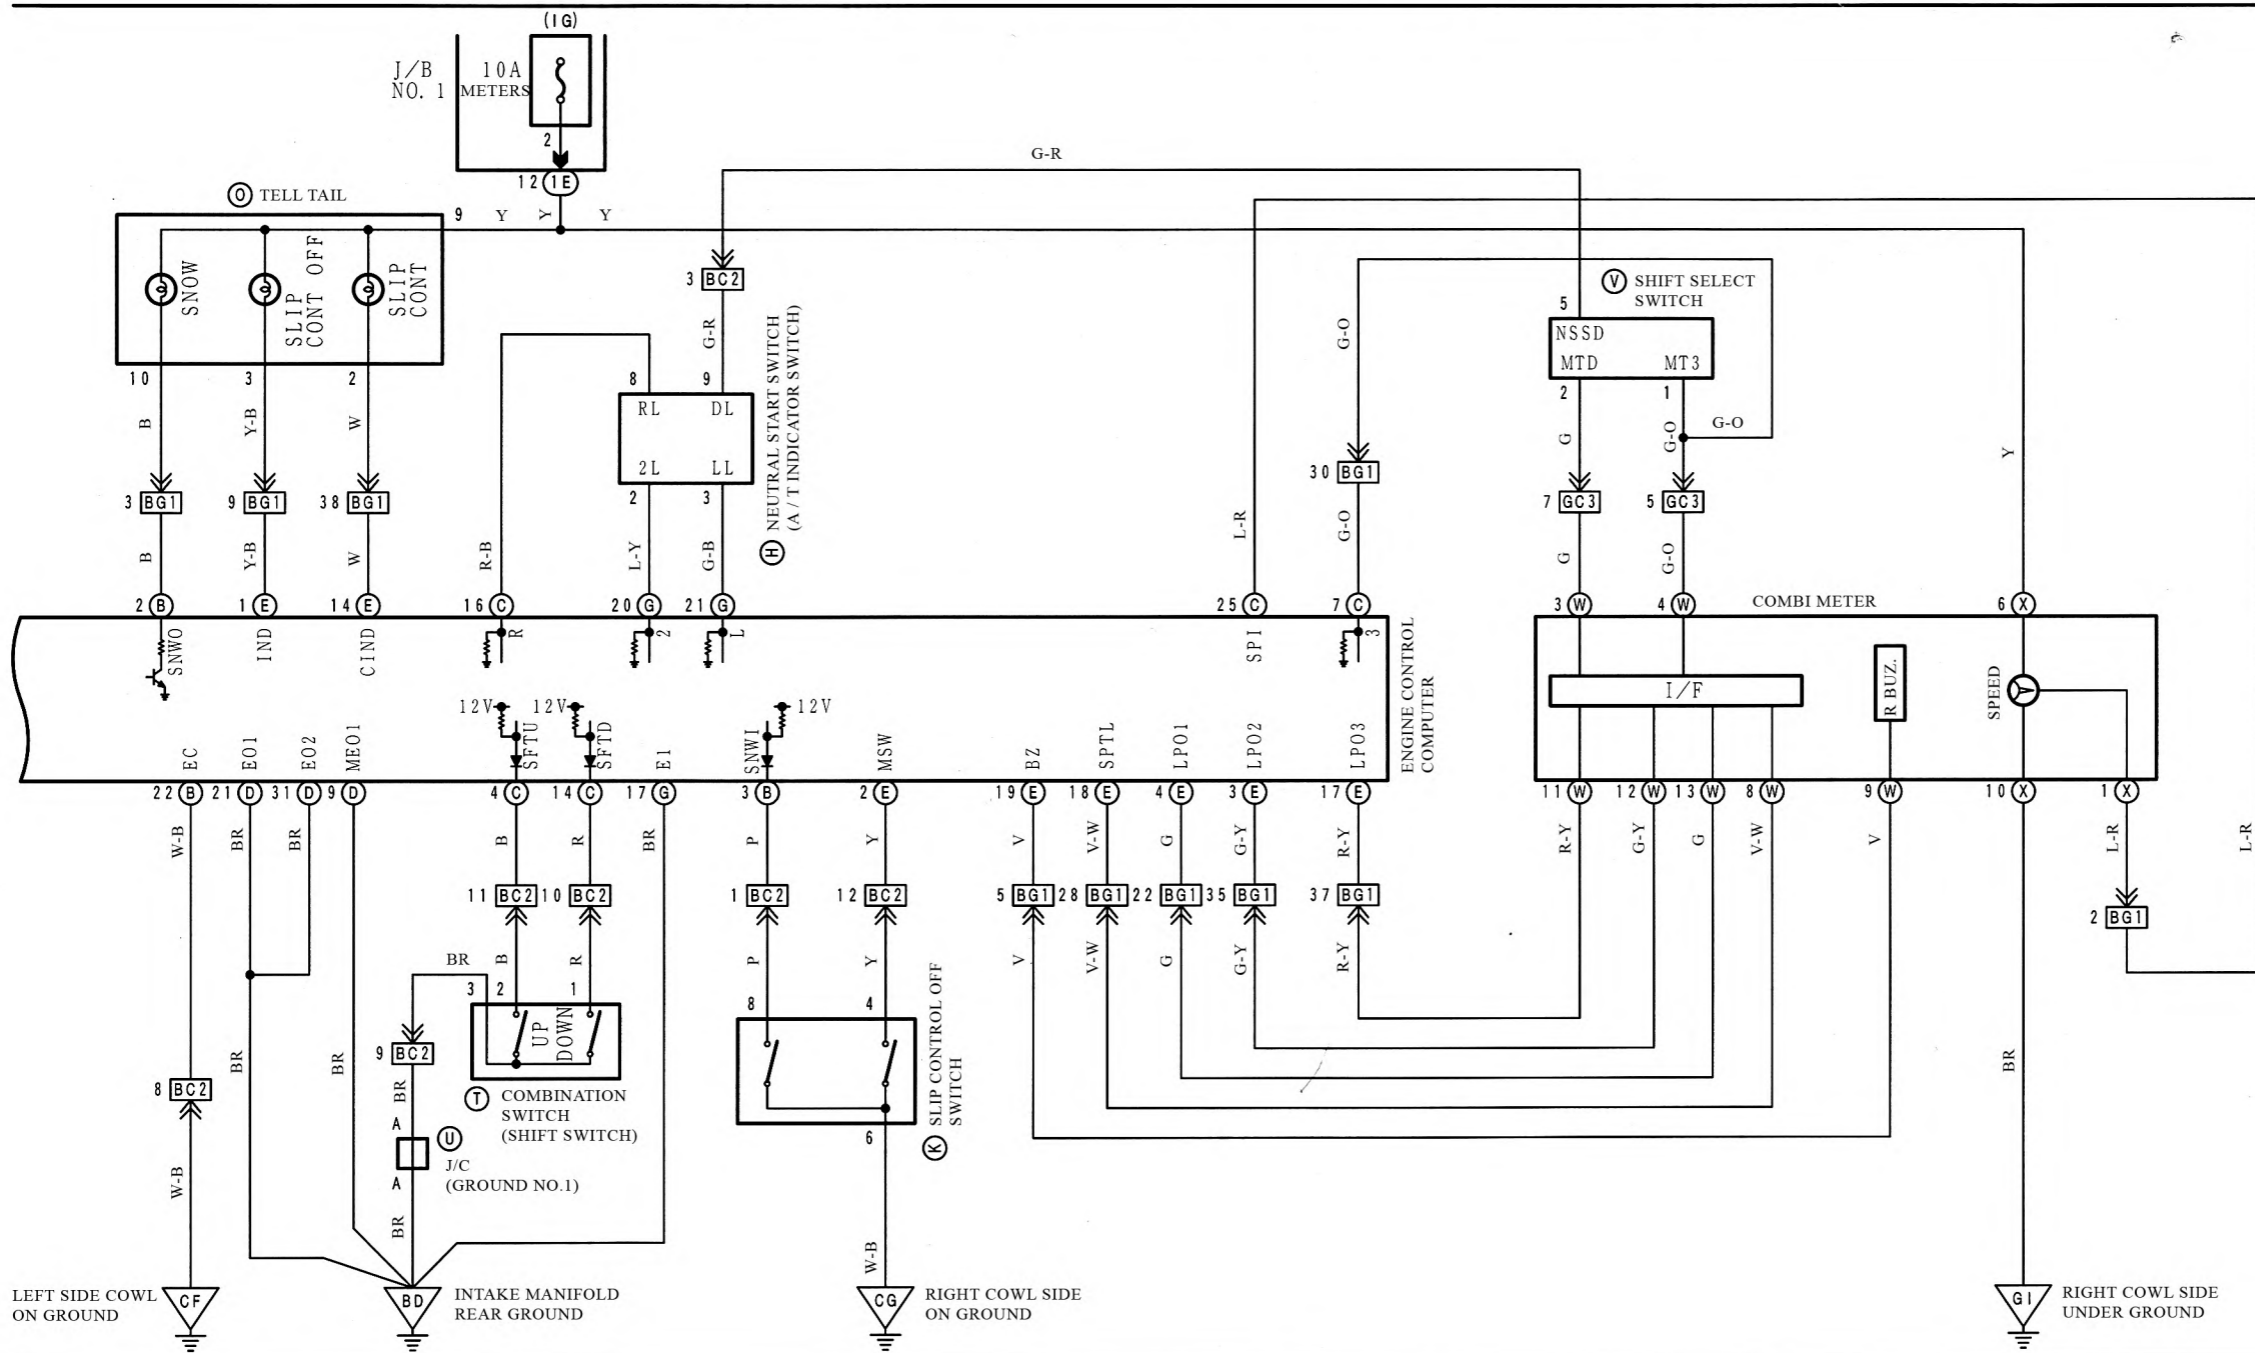 (IG)
J/B
NO. 1
10A
METERS
2
12 1E
G-R
O TELL TAIL
9 Y Y Y
SNOW
SLIP
CONT OFF
SLIP
CONT
3 BC2
V SHIFT SELECT
SWITCH
5
NSSD
MTD MT3
2 1
G-O
G-O
G-R
H NEUTRAL START SWITCH
(A / T INDICATOR SWITCH)
10 3 2
8 9
RL DL
2L LL
2 3
B Y-B W
G G-O
Y
30 BG1
3 BG1 9 BG1 38 BG1
7 GC3 5 GC3
B Y-B W R-B L-Y G-B L-R G-O G G-O
2 B 1 E 14 E 16 C 20 G 21 G 25 C 7 C 3 W 4 W COMBI METER 6 X
SNWO IND CIND R 2 L SPI 3
ENGINE CONTROL
COMPUTER
I/F
R BUZ.
SPEED
12V 12V 12V
EC EO1 EO2 MEO1 SFTU SFTD E1 SNWI MSW BZ SPTL LPO1 LPO2 LPO3
22 B 21 D 31 D 9 D 4 C 14 C 17 G 3 B 2 E 19 E 18 E 4 E 3 E 17 E 11 W 12 W 13 W 8 W 9 W 10 X 1 X
W-B BR BR B R BR P Y V V-W G G-Y R-Y R-Y G-Y G V-W V L-R L-R
11 BC2 10 BC2 1 BC2 12 BC2 5 BG1 28 BG1 22 BG1 35 BG1 37 BG1
2 BG1
BR B R P Y V V-W G G-Y R-Y
3 2 1 8 4
UP
DOWN
9 BC2
8 BC2
BR BR BR BR
T COMBINATION
SWITCH
(SHIFT SWITCH)
K SLIP CONTROL OFF
SWITCH
A
U
J/C
(GROUND NO.1)
A
6
W-B BR W-B
LEFT SIDE COWL
ON GROUND
CF
BD
INTAKE MANIFOLD
REAR GROUND
CG
RIGHT COWL SIDE
ON GROUND
GI
RIGHT COWL SIDE
UNDER GROUND